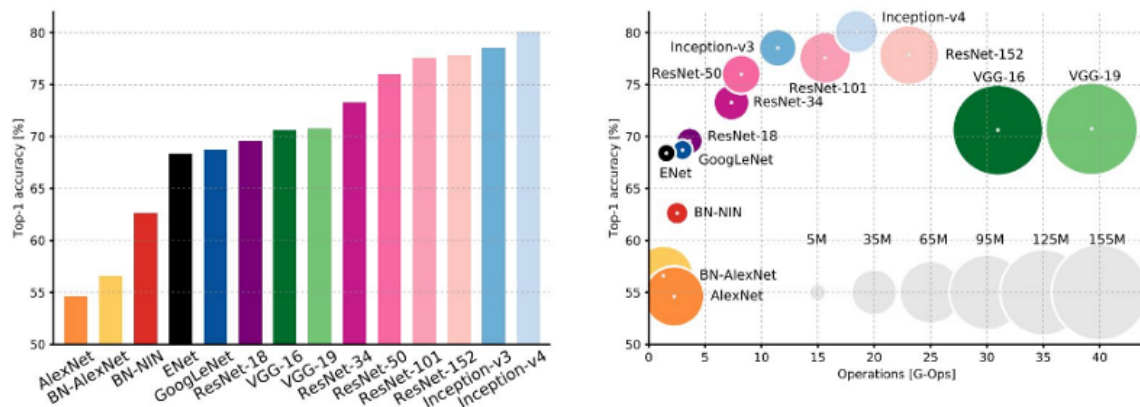 80
75
70
65
60
55
50
Top-1 accuracy [%]
AlexNet
BN-AlexNet
BN-NIN
ENet
GoogLeNet
ResNet-18
VGG-16
VGG-19
ResNet-34
ResNet-50
ResNet-101
ResNet-152
Inception-v3
Inception-v4
80
75
70
65
60
55
50
Top-1 accuracy [%]
Inception-v4
Inception-v3
ResNet-152
ResNet-50
VGG-16 VGG-19
ResNet-101
ResNet-34
ResNet-18
GoogLeNet
ENet
BN-NIN
5M 35M 65M 95M 125M 155M
BN-AlexNet
AlexNet
0 5 10 15 20 25 30 35 40
Operations [G-Ops]